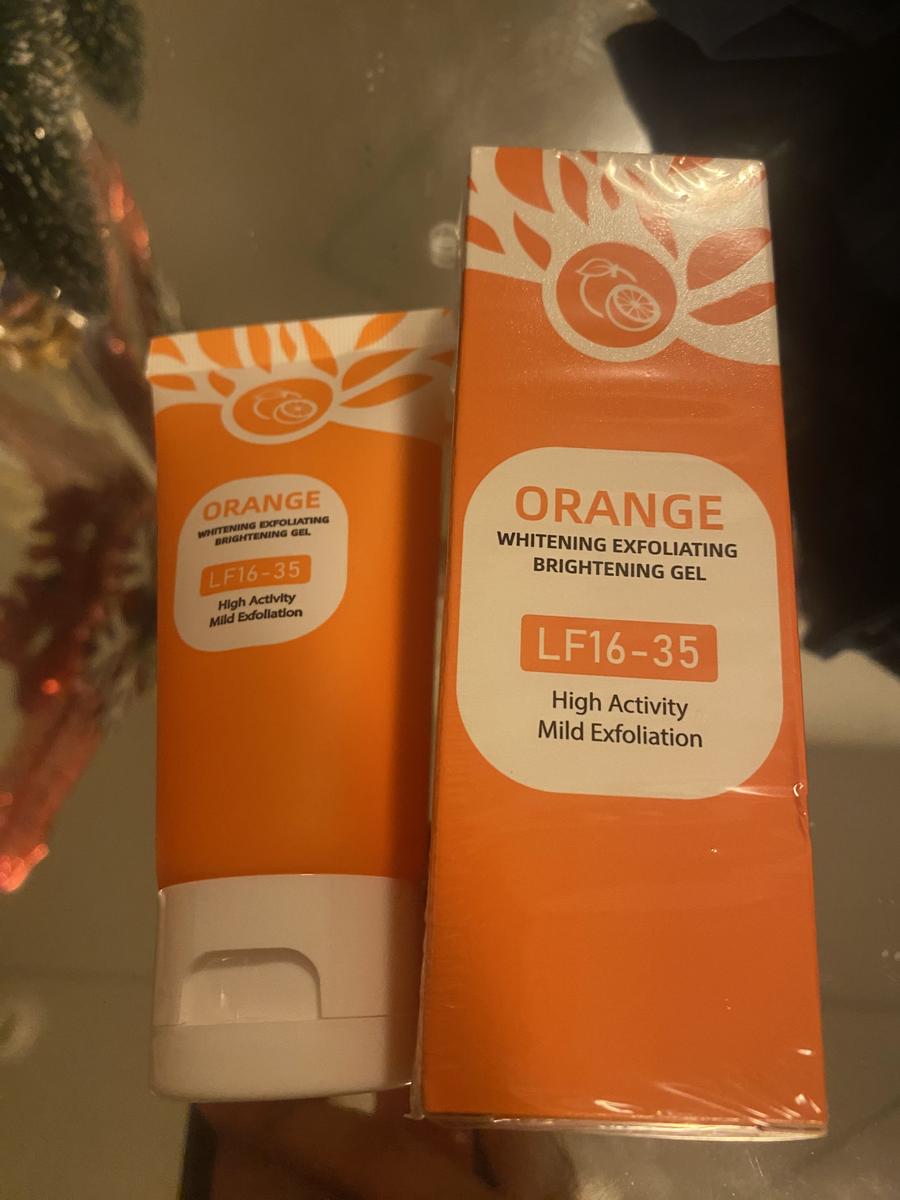 ORANGE
WHITENING EXFOLIATING
BRIGHTENING GEL
LF16-35
High Activity
Mild Exfoliation
ORANGE
WHITENING EXFOLIATING
BRIGHTENING GEL
LF16-35
High Activity
Mild Exfoliation